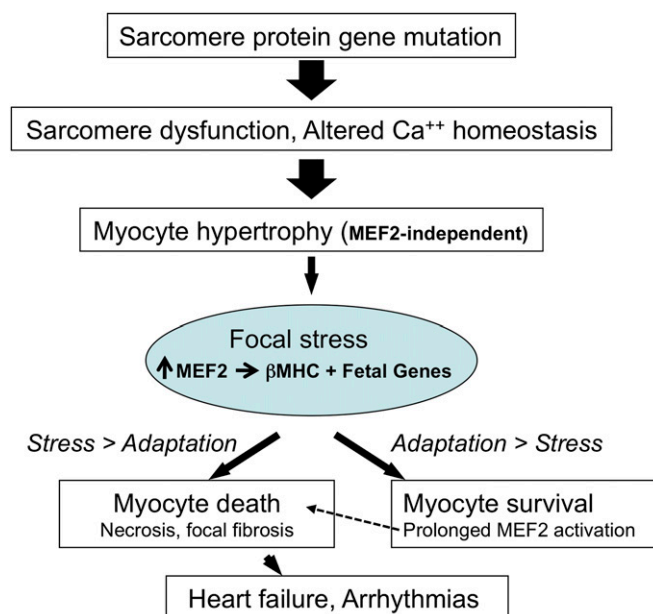 Sarcomere protein gene mutation
Sarcomere dysfunction, Altered Ca⁺⁺ homeostasis
Myocyte hypertrophy (MEF2-independent)
Focal stress
↑MEF2 → βMHC + Fetal Genes
Stress > Adaptation
Adaptation > Stress
Myocyte death
Necrosis, focal fibrosis
Myocyte survival
Prolonged MEF2 activation
Heart failure, Arrhythmias